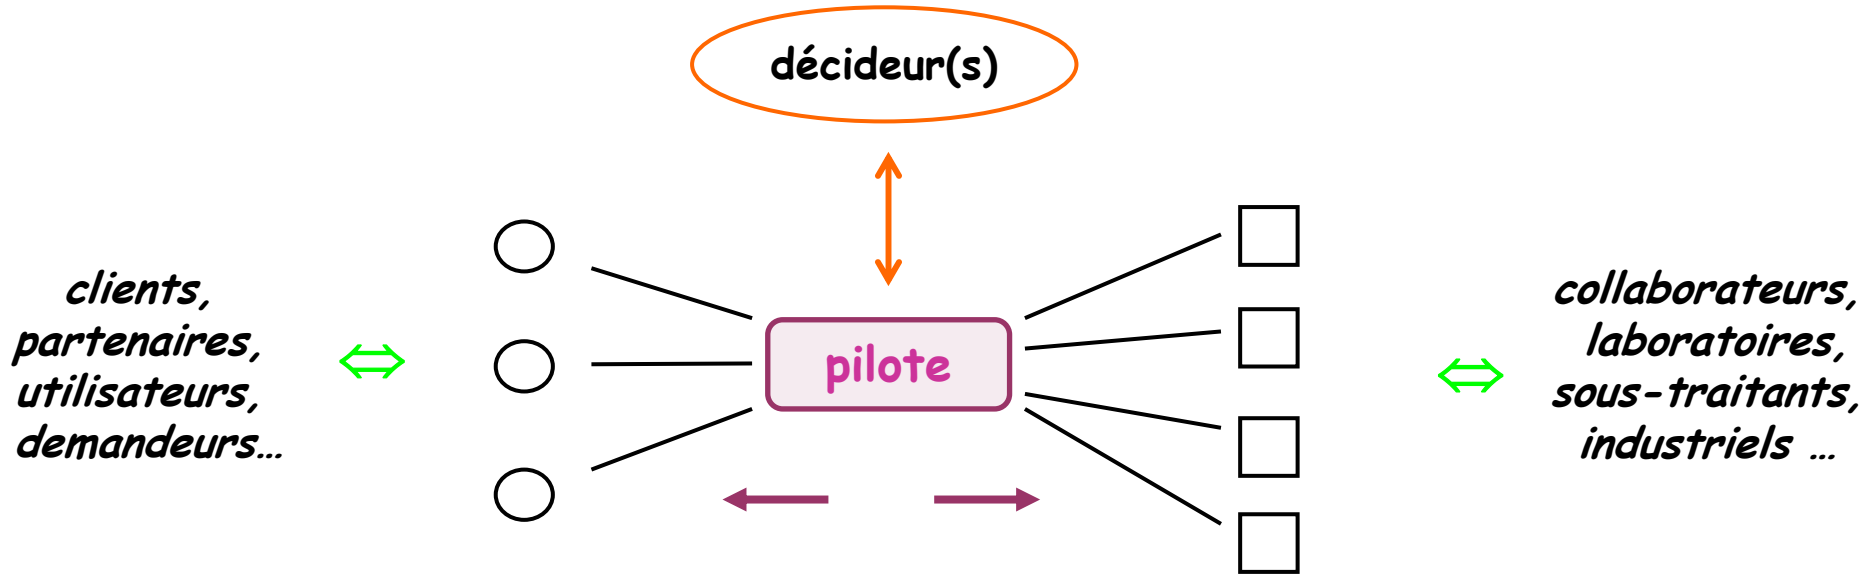 décideur(s)
clients,
partenaires,
utilisateurs,
demandeurs…
pilote
collaborateurs,
laboratoires,
sous-traitants,
industriels …